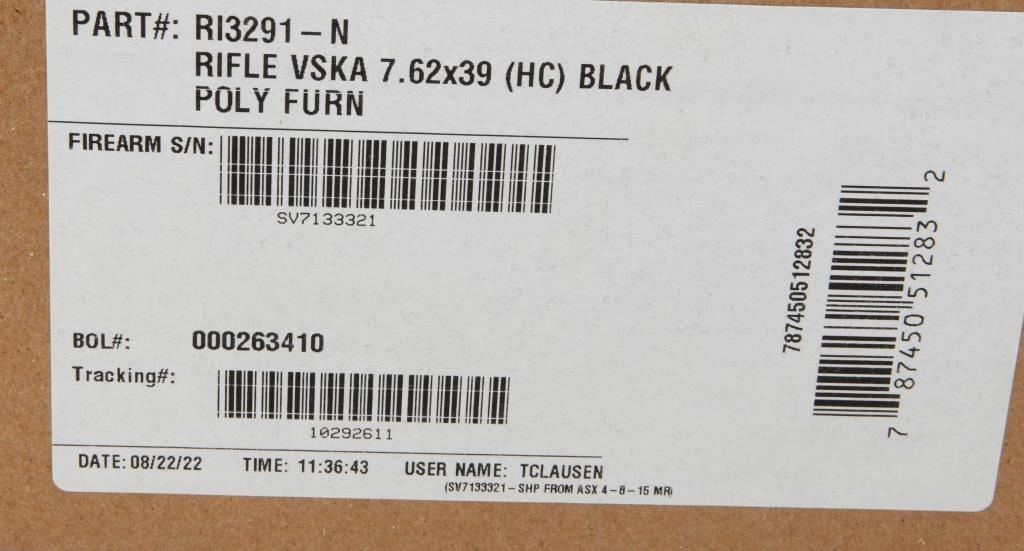 PART#: RI3291-N
RIFLE VSKA 7.62x39 (HC) BLACK
POLY FURN
FIREARM S/N:
SV7133321
BOL#: 000263410
Tracking#:
10292611
DATE: 08/22/22 TIME: 11:36:43 USER NAME: TCLAUSEN
(SV7133321-SHP FROM ASX 4-8-15 MR)
787450512832
7 87450 51283 2